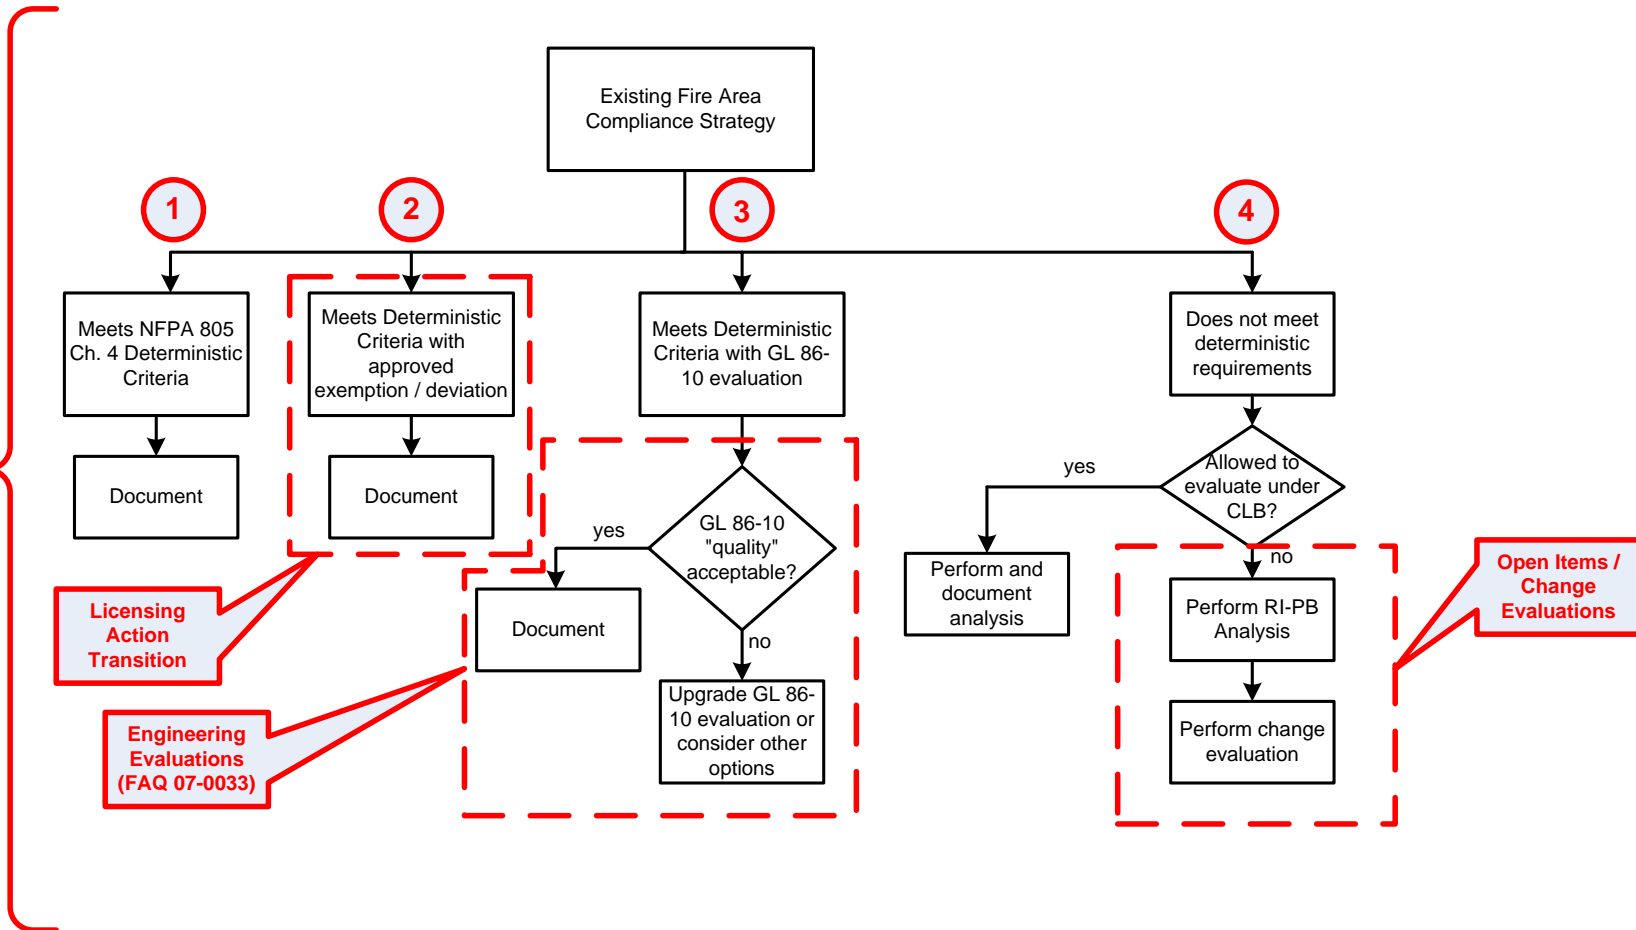 Existing Fire Area
Compliance Strategy
1
2
3
4
Meets NFPA 805
Ch. 4 Deterministic
Criteria
Meets Deterministic
Criteria with
approved
exemption / deviation
Meets Deterministic
Criteria with GL 86-
10 evaluation
Does not meet
deterministic
requirements
Document
Document
yes
GL 86-10
"quality"
acceptable?
yes
Allowed to
evaluate under
CLB?
no
Document
no
Upgrade GL 86-
10 evaluation or
consider other
options
Perform and
document
analysis
Perform RI-PB
Analysis
Perform change
evaluation
Licensing
Action
Transition
Engineering
Evaluations
(FAQ 07-0033)
Open Items /
Change
Evaluations